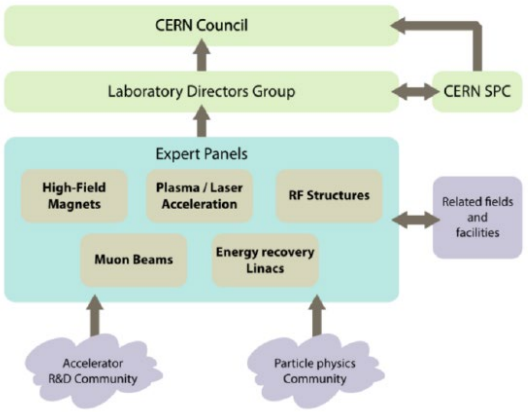 CERN Council
Laboratory Directors Group
CERN SPC
Expert Panels
High-Field
Magnets
Plasma / Laser
Acceleration
RF Structures
Related fields
and
facilities
Muon Beams
Energy recovery
Linacs
Accelerator
R&D Community
Particle physics
Community